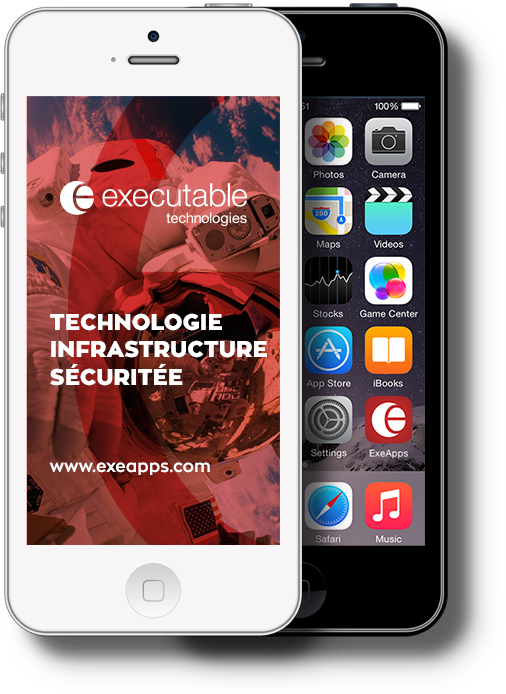 executable
technologies
TECHNOLOGIE
INFRASTRUCTURE
SÉCURITÉE
www.exeapps.com
100%
Photos
Camera
280
Maps
Videos
Stocks
Game Center
App Store
iBooks
Settings
ExeApps
Safari
Music